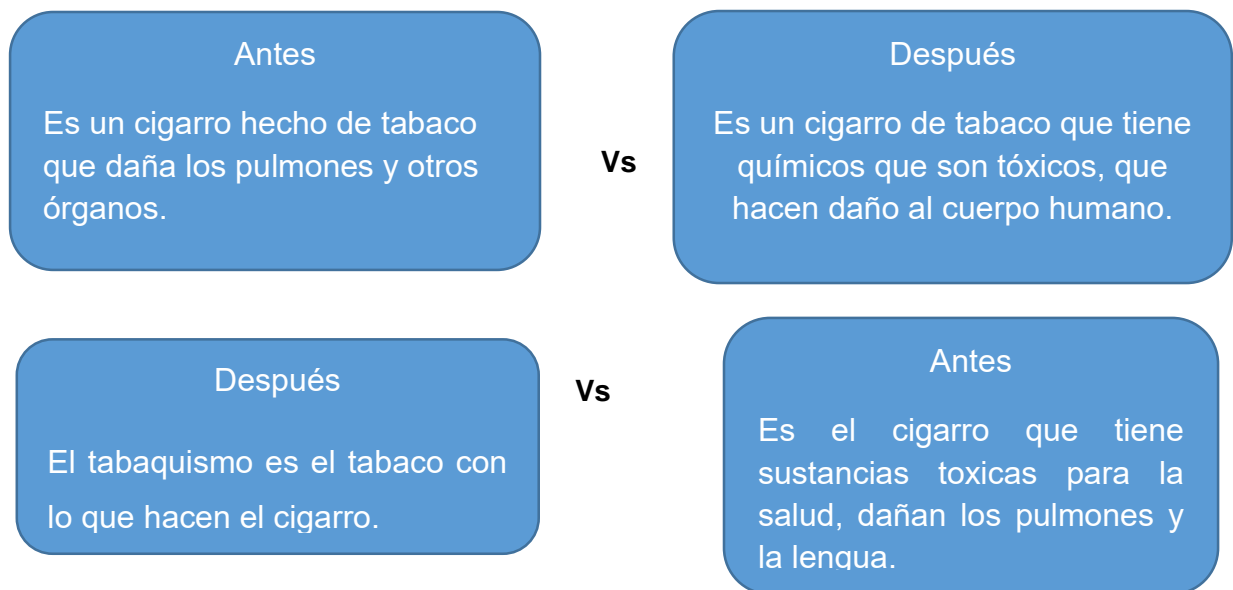 Antes
Es un cigarro hecho de tabaco
que daña los pulmones y otros
órganos.
Vs
Después
Es un cigarro de tabaco que tiene
químicos que son tóxicos, que
hacen daño al cuerpo humano.
Después
El tabaquismo es el tabaco con
lo que hacen el cigarro.
Vs
Antes
Es el cigarro que tiene
sustancias toxicas para la
salud, dañan los pulmones y
la lengua.